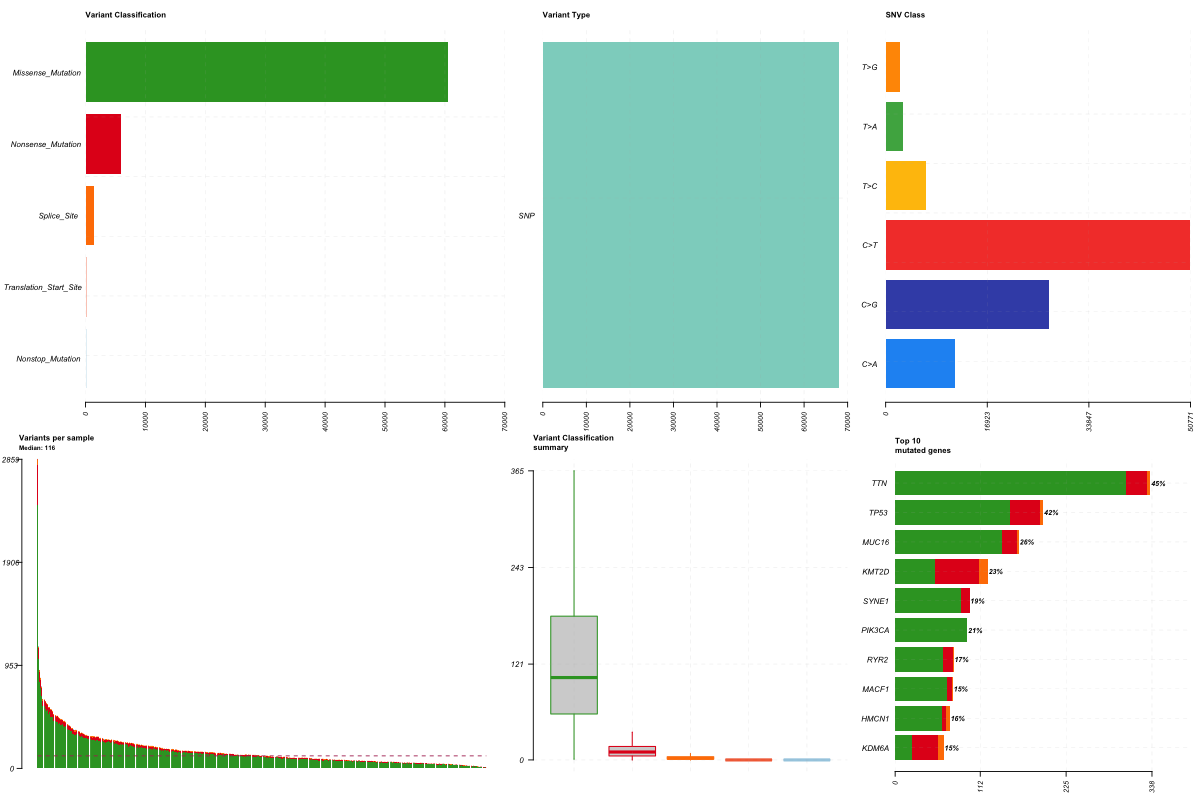 Variant Classification
Missense_Mutation
Nonsense_Mutation
Splice_Site
Translation_Start_Site
Nonstop_Mutation
0
10000
20000
30000
40000
50000
60000
70000
Variant Type
SNP
0
10000
20000
30000
40000
50000
60000
70000
SNV Class
T>G
T>A
T>C
C>T
C>G
C>A
0
16923
33847
50771
Variants per sample
Median: 116
2859
1906
953
0
Variant Classification
summary
365
243
121
0
Top 10
mutated genes
TTN 45%
TP53 42%
MUC16 26%
KMT2D 23%
SYNE1 19%
PIK3CA 21%
RYR2 17%
MACF1 15%
HMCN1 16%
KDM6A 15%
0
112
225
338